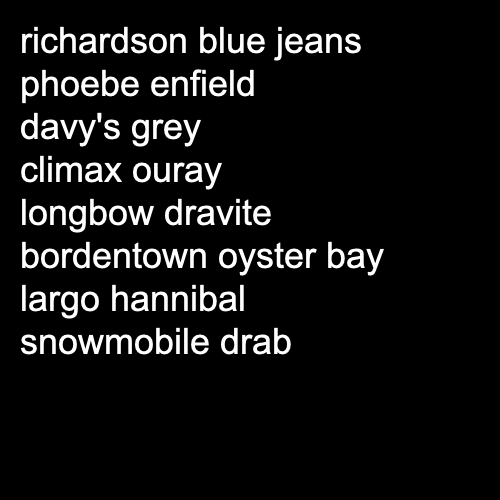 richardson blue jeans
phoebe enfield
davy's grey
climax ouray
longbow dravite
bordentown oyster bay
largo hannibal
snowmobile drab